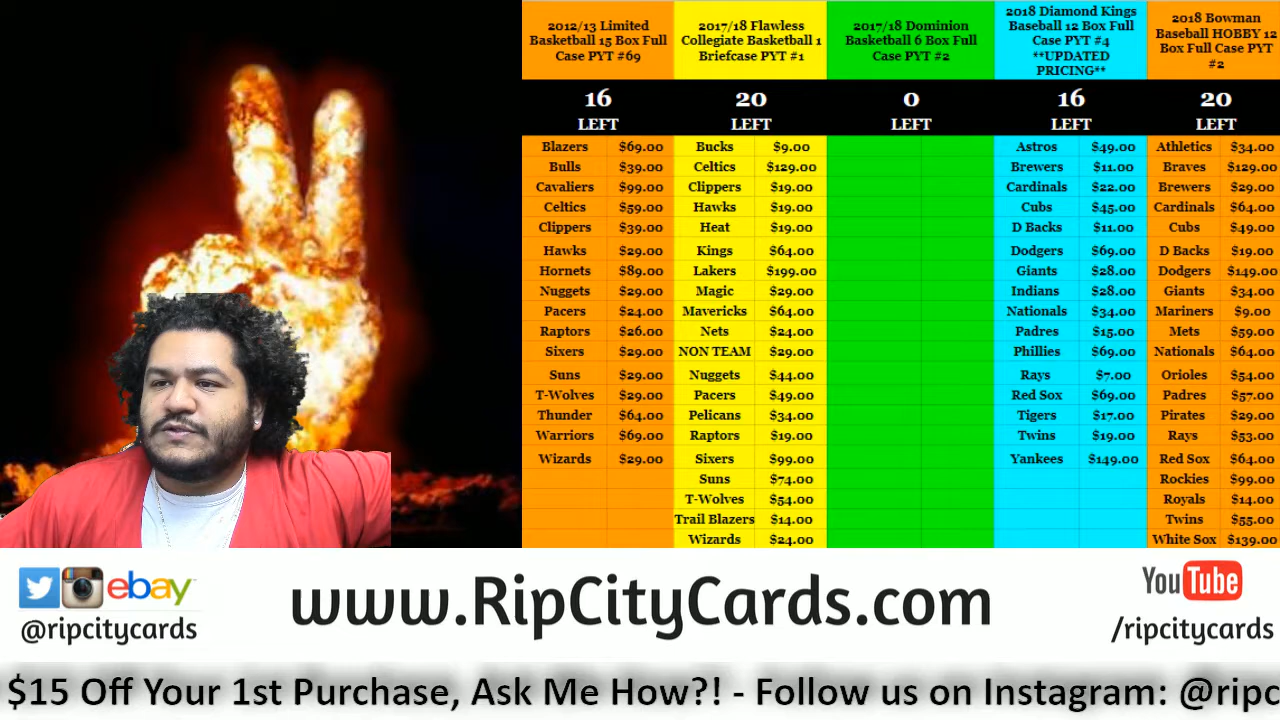 2012/13 Limited
Basketball 15 Box Full
Case PYT #69
16
LEFT
Blazers $69.00
Bulls $39.00
Cavaliers $99.00
Celtics $59.00
Clippers $39.00
Hawks $29.00
Hornets $89.00
Nuggets $29.00
Pacers $24.00
Raptors $26.00
Sixers $29.00
Suns $29.00
T-Wolves $29.00
Thunder $64.00
Warriors $69.00
Wizards $29.00
2017/18 Flawless
Collegiate Basketball 1
Briefcase PYT #1
20
LEFT
Bucks $9.00
Celtics $129.00
Clippers $19.00
Hawks $19.00
Heat $19.00
Kings $64.00
Lakers $199.00
Magic $29.00
Mavericks $64.00
Nets $24.00
NON TEAM $29.00
Nuggets $44.00
Pacers $49.00
Pelicans $34.00
Raptors $19.00
Sixers $99.00
Suns $74.00
T-Wolves $54.00
Trail Blazers $14.00
Wizards $24.00
2017/18 Dominion
Basketball 6 Box Full
Case PYT #2
0
LEFT
2018 Diamond Kings
Baseball 12 Box Full
Case PYT #4
**UPDATED
PRICING**
16
LEFT
Astros $49.00
Brewers $11.00
Cardinals $22.00
Cubs $45.00
D Backs $11.00
Dodgers $69.00
Giants $28.00
Indians $28.00
Nationals $34.00
Padres $15.00
Phillies $69.00
Rays $7.00
Red Sox $69.00
Tigers $17.00
Twins $19.00
Yankees $149.00
2018 Bowman
Baseball HOBBY 12
Box Full Case PYT
#2
20
LEFT
Athletics $34.00
Braves $129.00
Brewers $29.00
Cardinals $64.00
Cubs $49.00
D Backs $19.00
Dodgers $149.00
Giants $34.00
Mariners $9.00
Mets $59.00
Nationals $64.00
Orioles $54.00
Padres $57.00
Pirates $29.00
Rays $53.00
Red Sox $64.00
Rockies $99.00
Royals $14.00
Twins $55.00
White Sox $139.00
ebay
@ripcitycards
www.RipCityCards.com
YouTube
/ripcitycards
$15 Off Your 1st Purchase, Ask Me How?! - Follow us on Instagram: @ripc